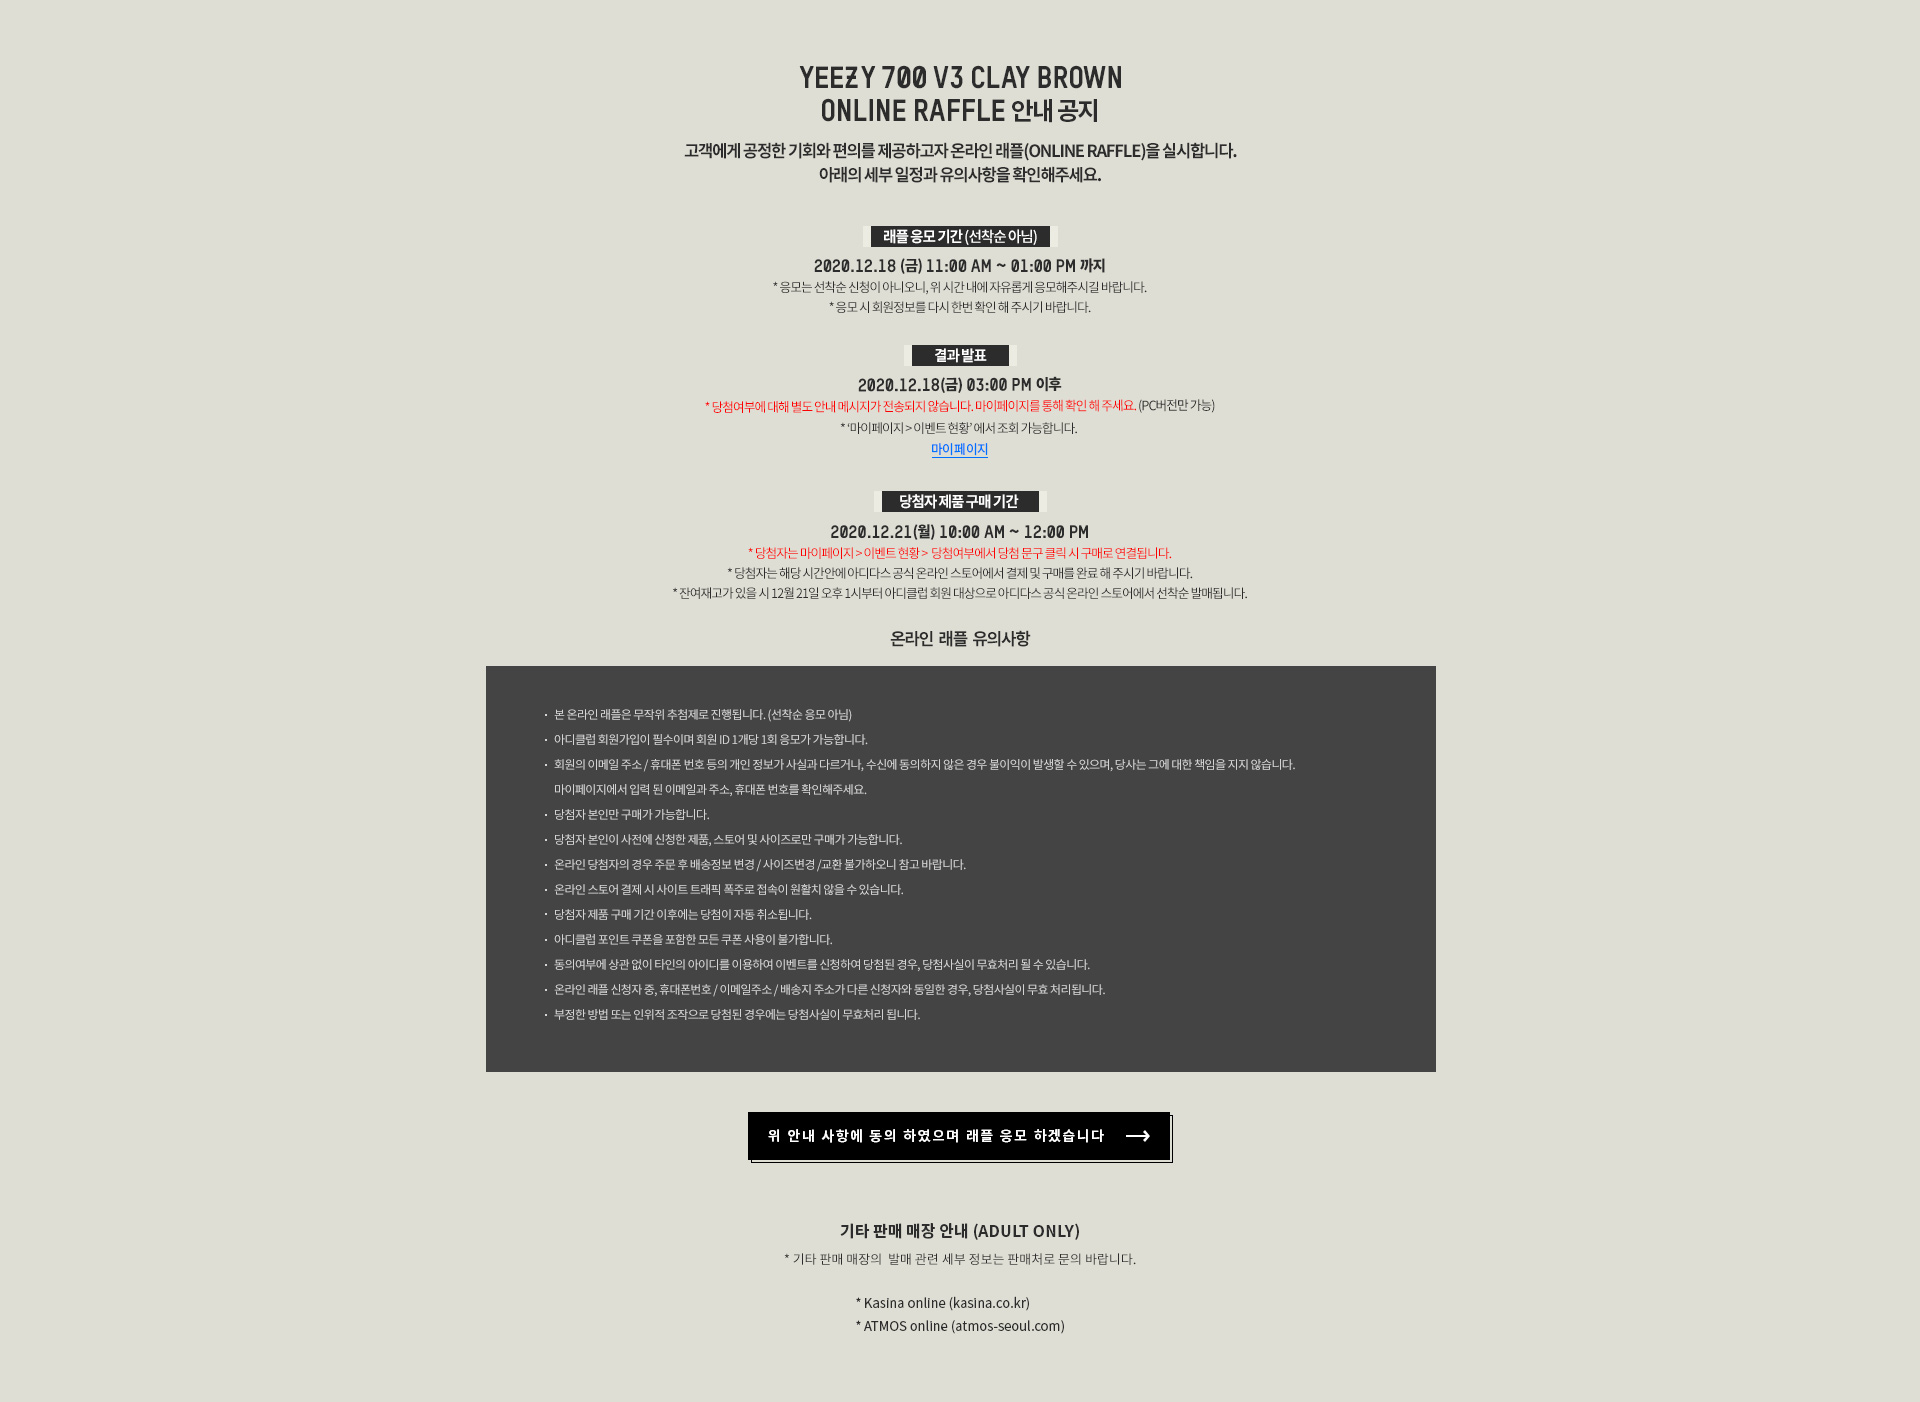 YEEZY 700 V3 CLAY BROWN
ONLINE RAFFLE 안내 공지
고객에게 공정한 기회와 편의를 제공하고자 온라인 래플(ONLINE RAFFLE)을 실시합니다.
아래의 세부 일정과 유의사항을 확인해주세요.
래플 응모 기간 (선착순 아님)
2020.12.18 (금) 11:00 AM ~ 01:00 PM 까지
* 응모는 선착순 신청이 아니오니, 위 시간 내에 자유롭게 응모해주시길 바랍니다.
* 응모 시 회원정보를 다시 한번 확인 해 주시기 바랍니다.
결과 발표
2020.12.18(금) 03:00 PM 이후
* 당첨여부에 대해 별도 안내 메시지가 전송되지 않습니다. 마이페이지를 통해 확인 해 주세요. (PC버전만 가능)
* ‘마이페이지 > 이벤트 현황’ 에서 조회 가능합니다.
마이페이지
당첨자 제품 구매 기간
2020.12.21(월) 10:00 AM ~ 12:00 PM
* 당첨자는 마이페이지 > 이벤트 현황 > 당첨여부에서 당첨 문구 클릭 시 구매로 연결됩니다.
* 당첨자는 해당 시간안에 아디다스 공식 온라인 스토어에서 결제 및 구매를 완료 해 주시기 바랍니다.
* 잔여재고가 있을 시 12월 21일 오후 1시부터 아디클럽 회원 대상으로 아디다스 공식 온라인 스토어에서 선착순 발매됩니다.
온라인 래플 유의사항
· 본 온라인 래플은 무작위 추첨제로 진행됩니다. (선착순 응모 아님)
· 아디클럽 회원가입이 필수이며 회원 ID 1개당 1회 응모가 가능합니다.
· 회원의 이메일 주소 / 휴대폰 번호 등의 개인 정보가 사실과 다르거나, 수신에 동의하지 않은 경우 불이익이 발생할 수 있으며, 당사는 그에 대한 책임을 지지 않습니다.
마이페이지에서 입력 된 이메일과 주소, 휴대폰 번호를 확인해주세요.
· 당첨자 본인만 구매가 가능합니다.
· 당첨자 본인이 사전에 신청한 제품, 스토어 및 사이즈로만 구매가 가능합니다.
· 온라인 당첨자의 경우 주문 후 배송정보 변경 / 사이즈변경 /교환 불가하오니 참고 바랍니다.
· 온라인 스토어 결제 시 사이트 트래픽 폭주로 접속이 원활치 않을 수 있습니다.
· 당첨자 제품 구매 기간 이후에는 당첨이 자동 취소됩니다.
· 아디클럽 포인트 쿠폰을 포함한 모든 쿠폰 사용이 불가합니다.
· 동의여부에 상관 없이 타인의 아이디를 이용하여 이벤트를 신청하여 당첨된 경우, 당첨사실이 무효처리 될 수 있습니다.
· 온라인 래플 신청자 중, 휴대폰번호 / 이메일주소 / 배송지 주소가 다른 신청자와 동일한 경우, 당첨사실이 무효 처리됩니다.
· 부정한 방법 또는 인위적 조작으로 당첨된 경우에는 당첨사실이 무효처리 됩니다.
위 안내 사항에 동의 하였으며 래플 응모 하겠습니다 →
기타 판매 매장 안내 (ADULT ONLY)
* 기타 판매 매장의 발매 관련 세부 정보는 판매처로 문의 바랍니다.
* Kasina online (kasina.co.kr)
* ATMOS online (atmos-seoul.com)